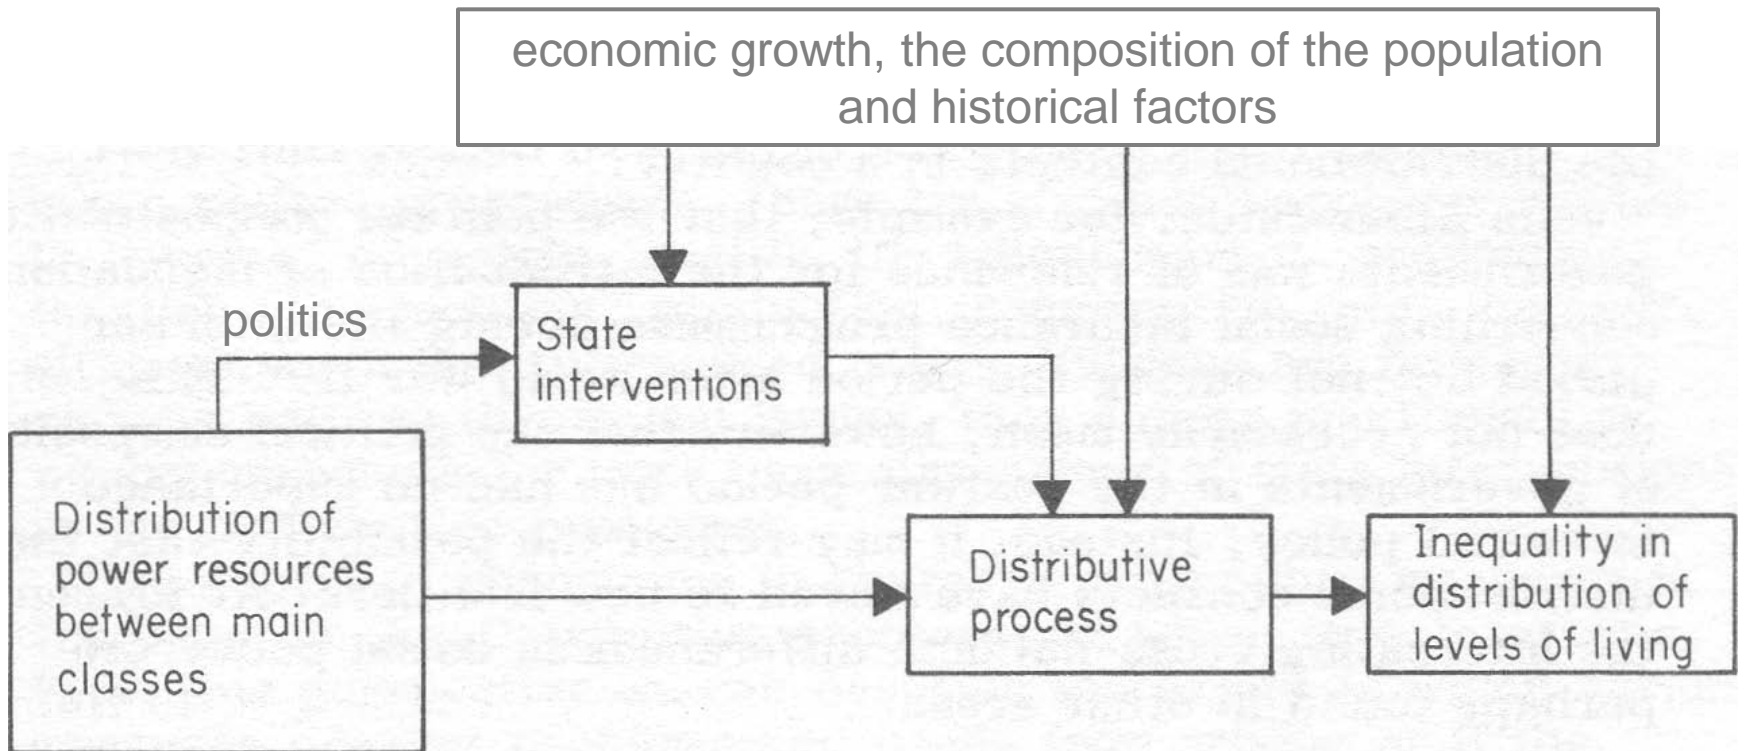 economic growth, the composition of the population
and historical factors
politics
State
interventions
Distribution of
power resources
between main
classes
Distributive
process
Inequality in
distribution of
levels of living